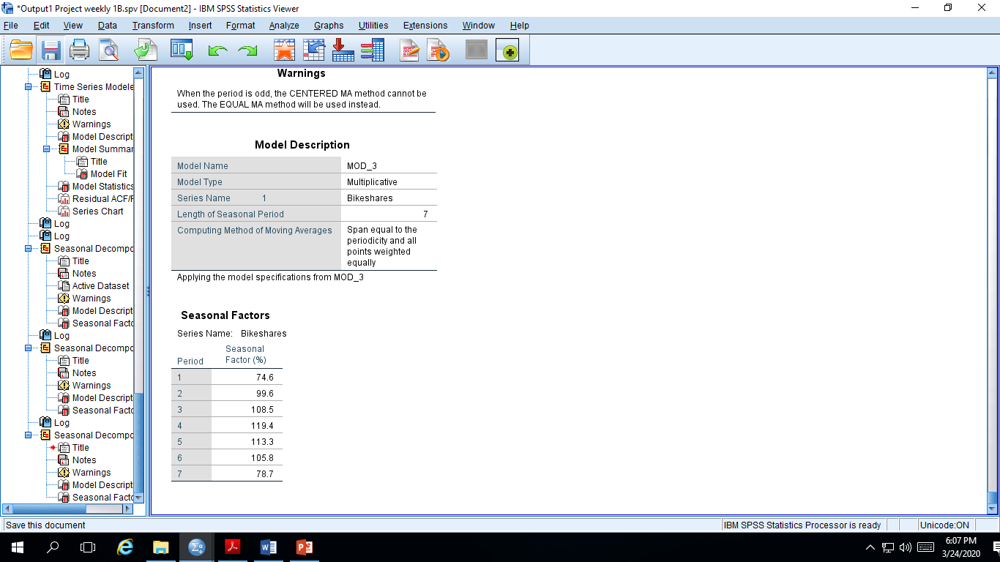 *Output1 Project weekly 1B.spv [Document2] - IBM SPSS Statistics Viewer
File Edit View Data Transform Insert Format Analyze Graphs Utilities Extensions Window Help
Log
Time Series Modele
Title
Notes
Warnings
Model Descript
Model Summar
Title
Model Fit
Model Statistics
Residual ACF/F
Series Chart
Log
Log
Seasonal Decompo
Title
Notes
Active Dataset
Warnings
Model Descript
Seasonal Facto
Log
Seasonal Decompo
Title
Notes
Warnings
Model Descript
Seasonal Facto
Log
Seasonal Decompo
Title
Notes
Warnings
Model Descript
Seasonal Facto
Warnings
When the period is odd, the CENTERED MA method cannot be
used. The EQUAL MA method will be used instead.
Model Description
Model Name MOD_3
Model Type Multiplicative
Series Name 1 Bikeshares
Length of Seasonal Period 7
Computing Method of Moving Averages Span equal to the
periodicity and all
points weighted
equally
Applying the model specifications from MOD_3
Seasonal Factors
Series Name: Bikeshares
Seasonal
Period Factor (%)
1 74.6
2 99.6
3 108.5
4 119.4
5 113.3
6 105.8
7 78.7
Save this document IBM SPSS Statistics Processor is ready Unicode:ON
6:07 PM
3/24/2020